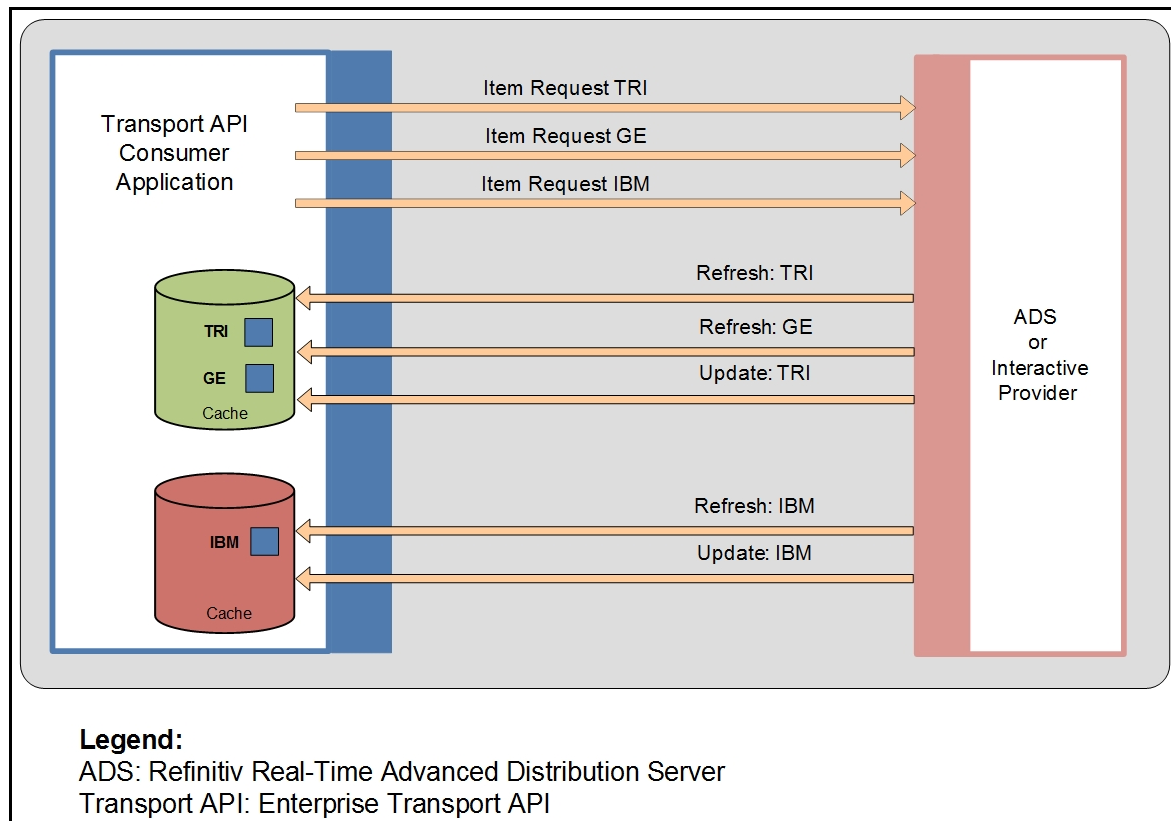 Transport API
Consumer
Application
Item Request TRI
Item Request GE
Item Request IBM
Refresh: TRI
Refresh: GE
Update: TRI
TRI
GE
Cache
Refresh: IBM
Update: IBM
IBM
Cache
ADS
or
Interactive
Provider
Legend:
ADS: Refinitiv Real-Time Advanced Distribution Server
Transport API: Enterprise Transport API